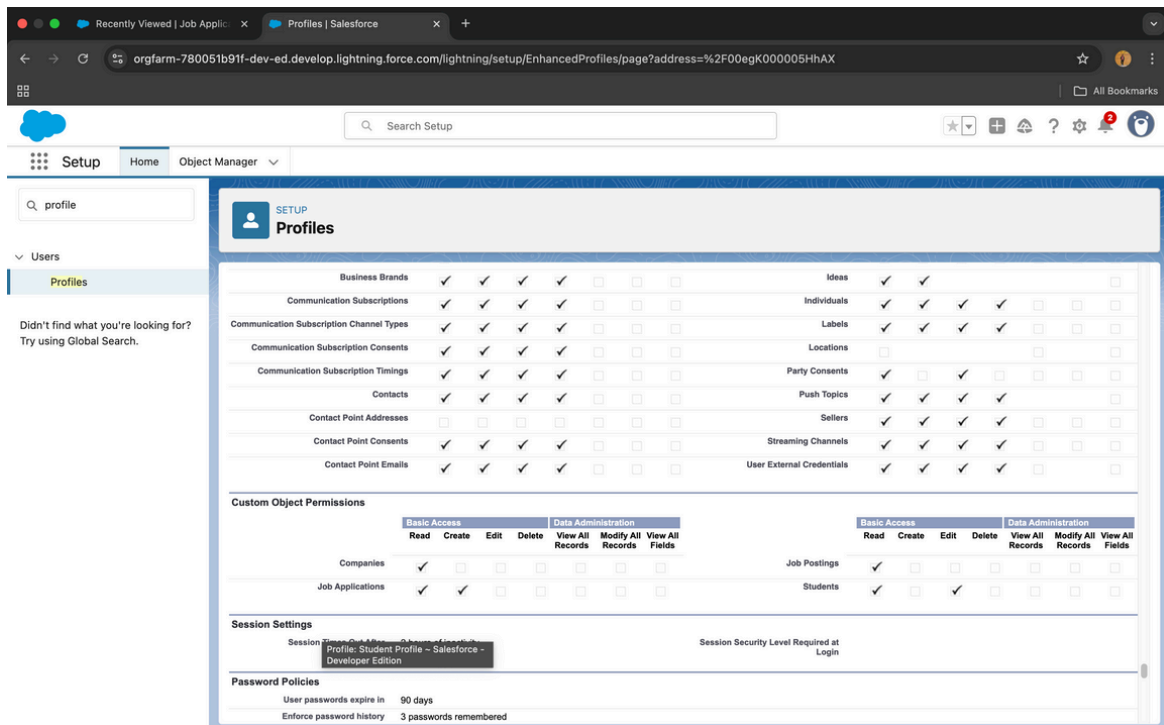 Recently Viewed | Job Applic
Profiles | Salesforce
orgfarm-780051b91f-dev-ed.develop.lightning.force.com/lightning/setup/EnhancedProfiles/page?address=%2F00egK000005HhAX
All Bookmarks
Search Setup
2
Setup
Home
Object Manager
profile
Users
Profiles
Didn't find what you're looking for?
Try using Global Search.
SETUP
Profiles
Business Brands
Ideas
Communication Subscriptions
Individuals
Communication Subscription Channel Types
Labels
Communication Subscription Consents
Locations
Communication Subscription Timings
Party Consents
Contacts
Push Topics
Contact Point Addresses
Sellers
Contact Point Consents
Streaming Channels
Contact Point Emails
User External Credentials
Custom Object Permissions
Basic Access Data Administration
Basic Access Data Administration
Read Create Edit Delete View All Records Modify All Records View All Fields
Read Create Edit Delete View All Records Modify All Records View All Fields
Companies
Job Postings
Job Applications
Students
Session Settings
Session
Session Security Level Required at Login
Profile: Student Profile ~ Salesforce -
Developer Edition
Password Policies
User passwords expire in 90 days
Enforce password history 3 passwords remembered